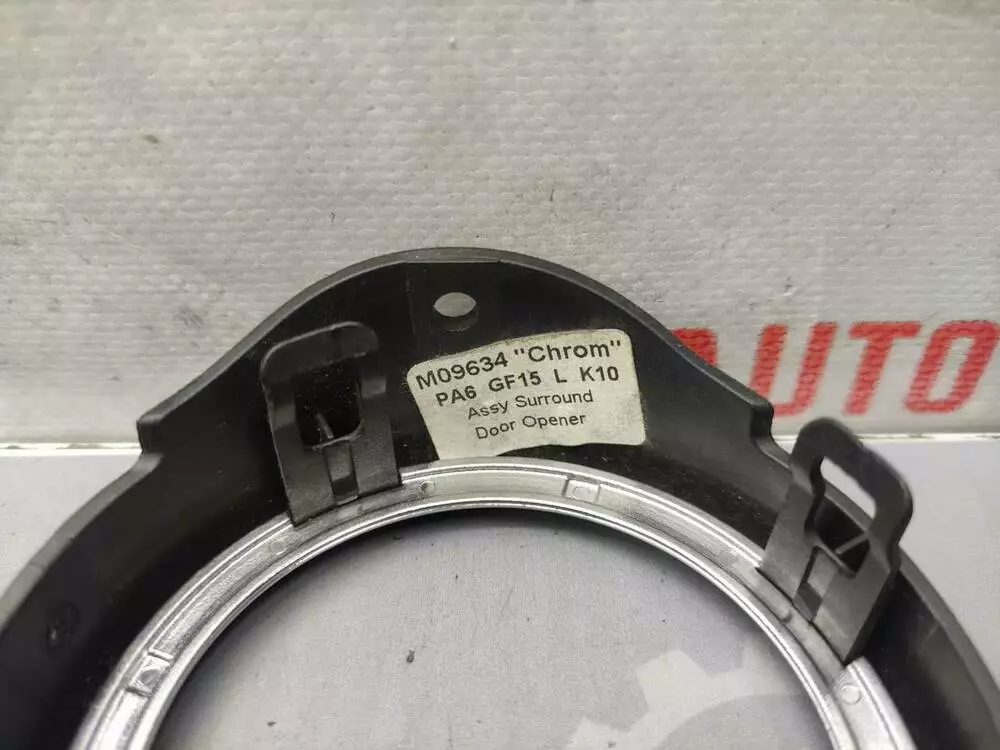 M09634 "Chrom"
PA6 GF15 L K10
Assy Surround
Door Opener
AUTO